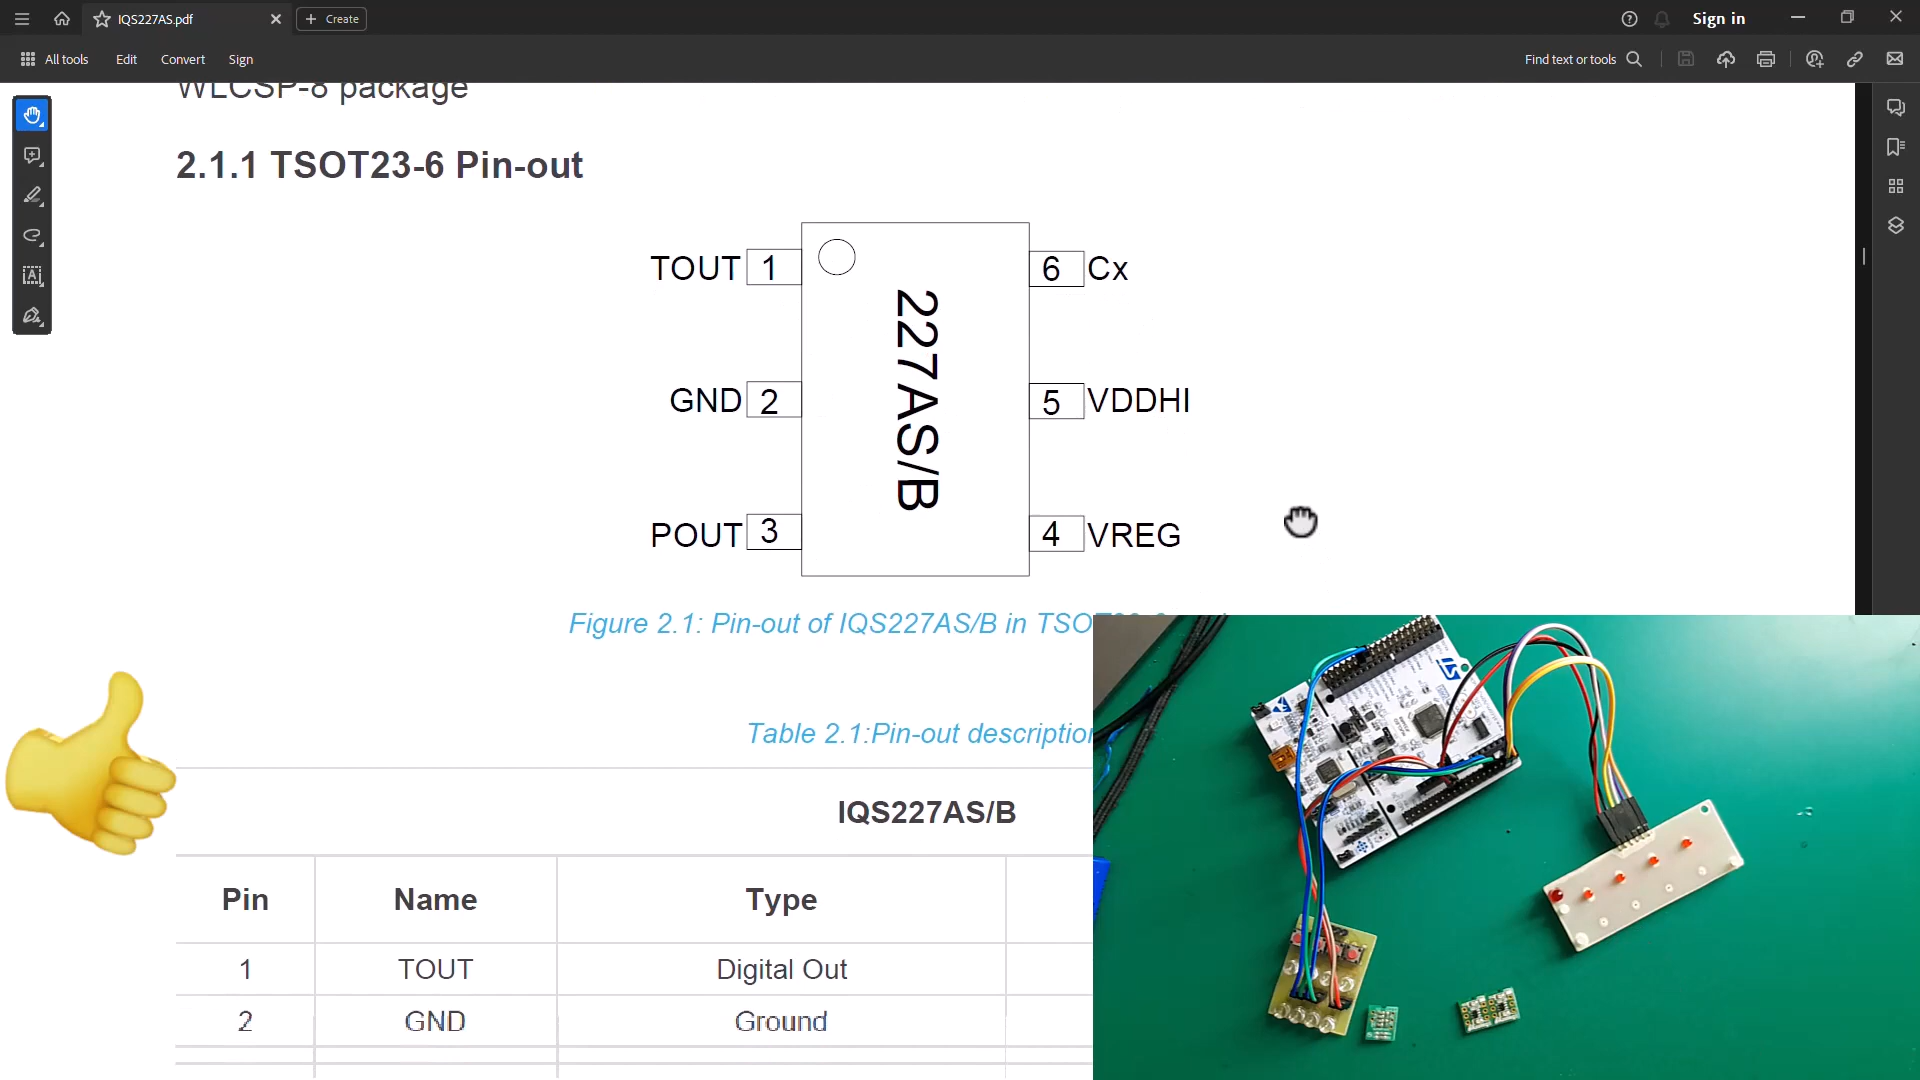 IQS227AS.pdf
Create
Sign in
All tools
Edit
Convert
Sign
Find text or tools
WLCSP-8 package
2.1.1 TSOT23-6 Pin-out
TOUT 1
6 Cx
GND 2
5 VDDHI
POUT 3
4 VREG
227AS/B
Figure 2.1: Pin-out of IQS227AS/B in TSO
Table 2.1:Pin-out description
IQS227AS/B
Pin
Name
Type
1
TOUT
Digital Out
2
GND
Ground